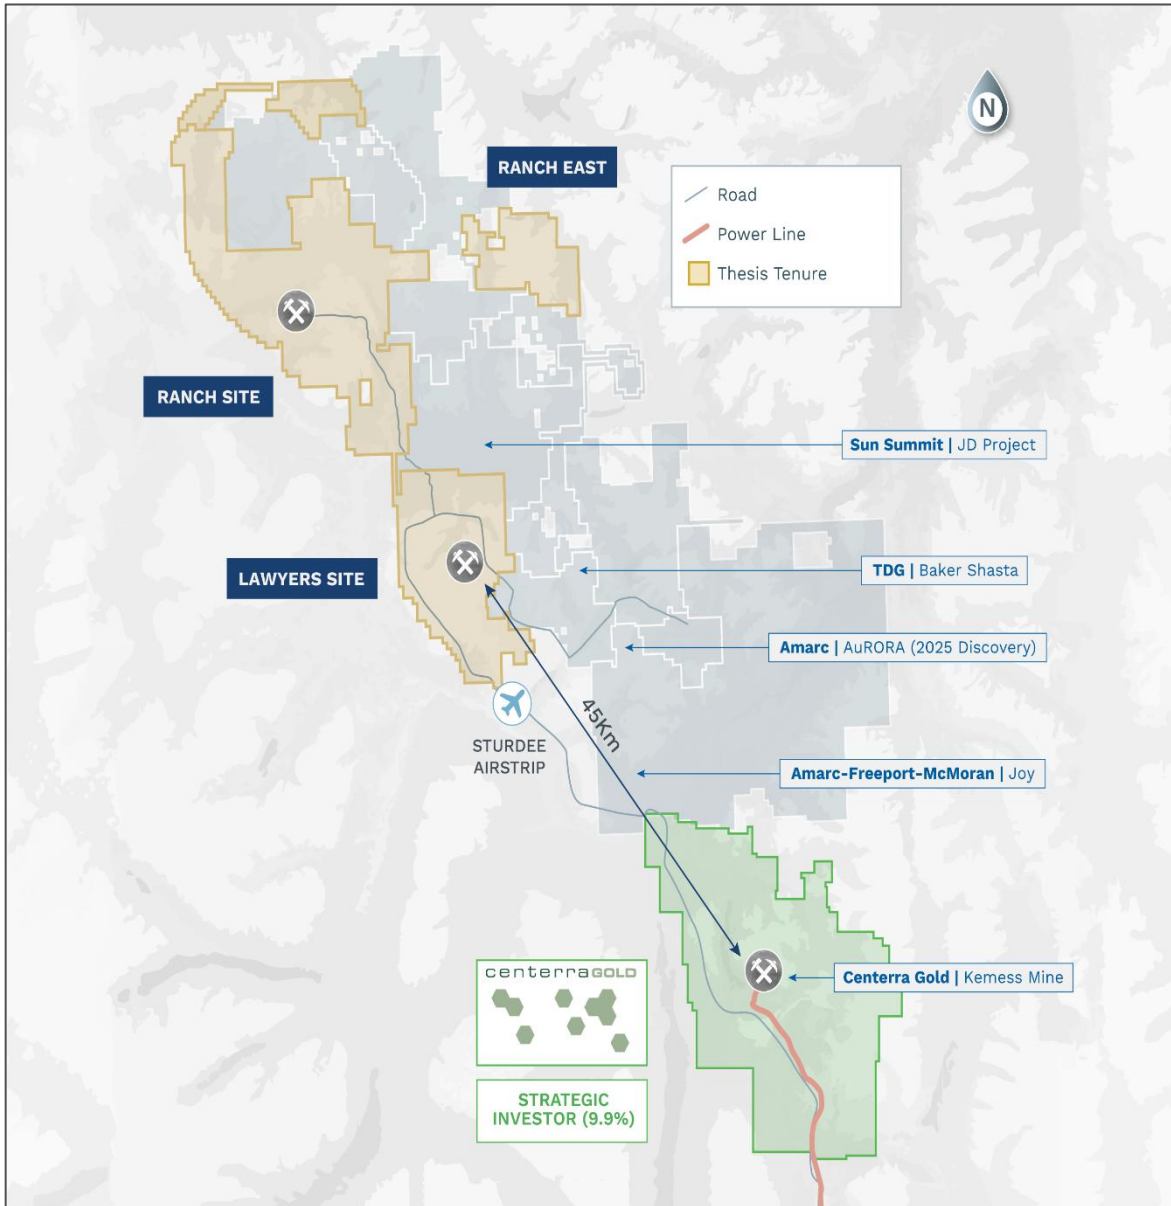 N
RANCH EAST
Road
Power Line
Thesis Tenure
RANCH SITE
Sun Summit | JD Project
LAWYERS SITE
TDG | Baker Shasta
Amarc | AuRORA (2025 Discovery)
45Km
STURDEE
AIRSTRIP
Amarc-Freeport-McMoran | Joy
centerraGOLD
Centerra Gold | Kemess Mine
STRATEGIC
INVESTOR (9.9%)